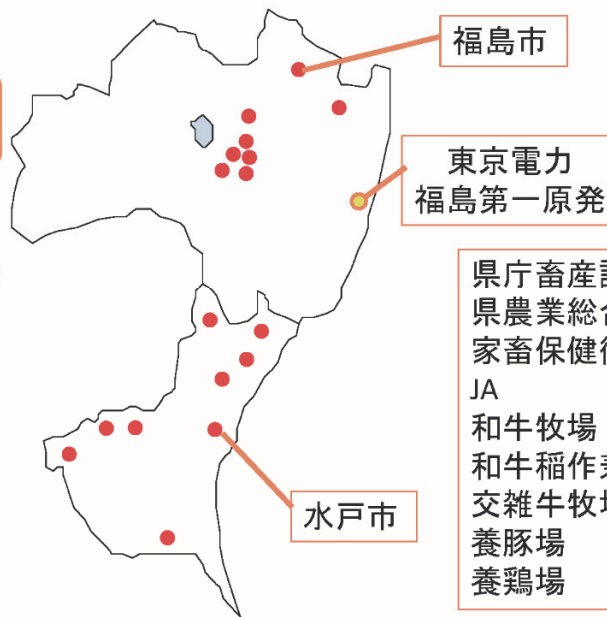 福島市
東京電力
福島第一原発
県庁畜産
県農業総合
家畜保健
JA
和牛牧場
和牛稲作
交雑牛牧場
養豚場
養鶏場
水戸市